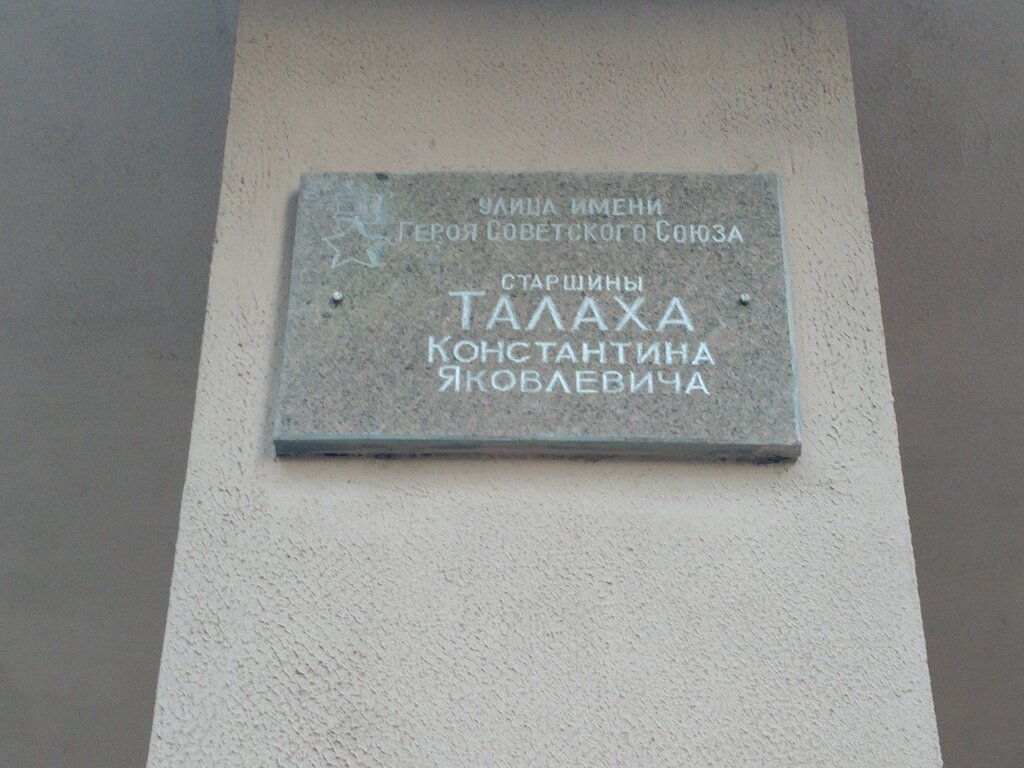 УЛИЦА ИМЕНИ
ГЕРОЯ СОВЕТСКОГО СОЮЗА
СТАРШИНЫ
ТАЛАХА
КОНСТАНТИНА
ЯКОВЛЕВИЧА